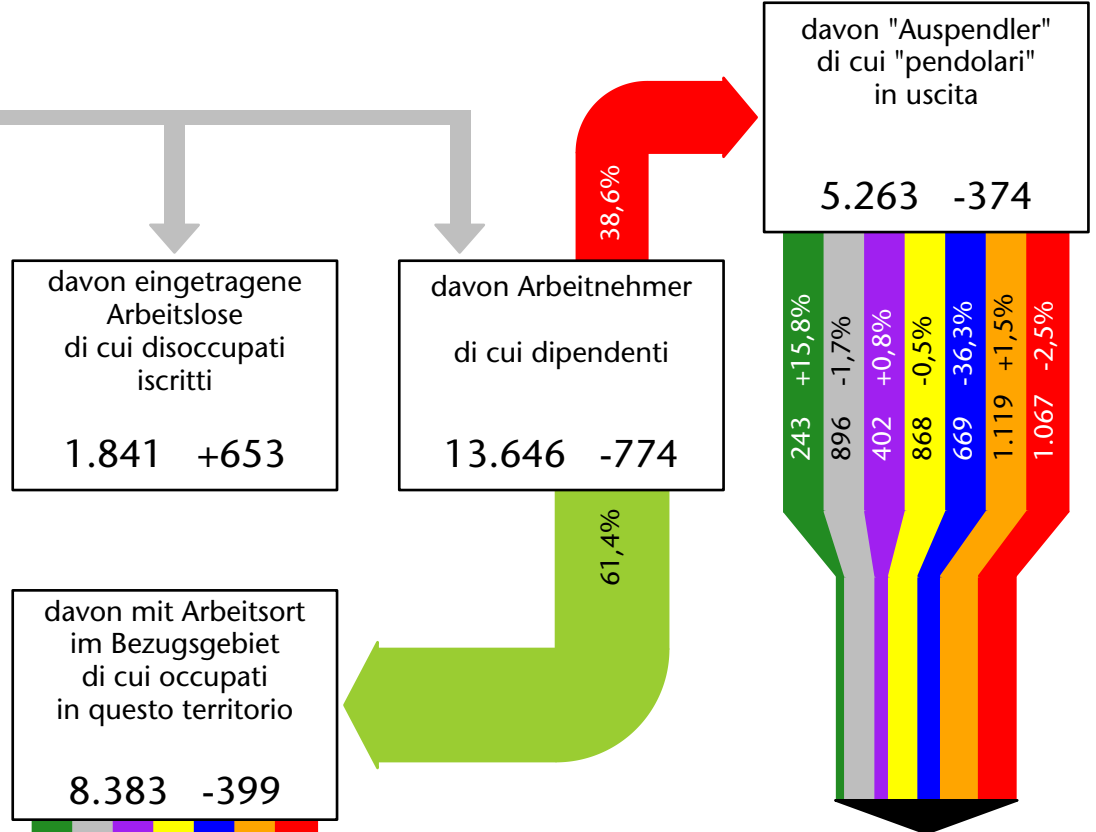 davon "Auspendler"
di cui "pendolari"
in uscita
5.263 -374
38,6%
davon eingetragene
Arbeitslose
di cui disoccupati
iscritti
1.841 +653
davon Arbeitnehmer
di cui dipendenti
13.646 -774
243 +15,8%
896 -1,7%
402 +0,8%
868 -0,5%
669 -36,3%
1.119 +1,5%
1.067 -2,5%
61,4%
davon mit Arbeitsort
im Bezugsgebiet
di cui occupati
in questo territorio
8.383 -399